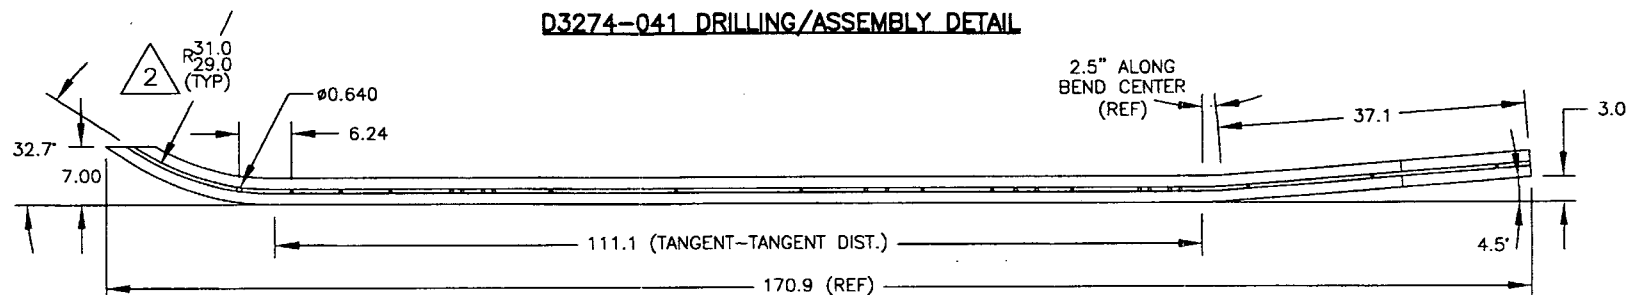 D3274-041 DRILLING/ASSEMBLY DETAIL
2
R31.0
29.0
(TYP)
ø0.640
6.24
2.5" ALONG
BEND CENTER
(REF)
37.1
3.0
32.7°
7.00
111.1 (TANGENT-TANGENT DIST.)
4.5°
170.9 (REF)